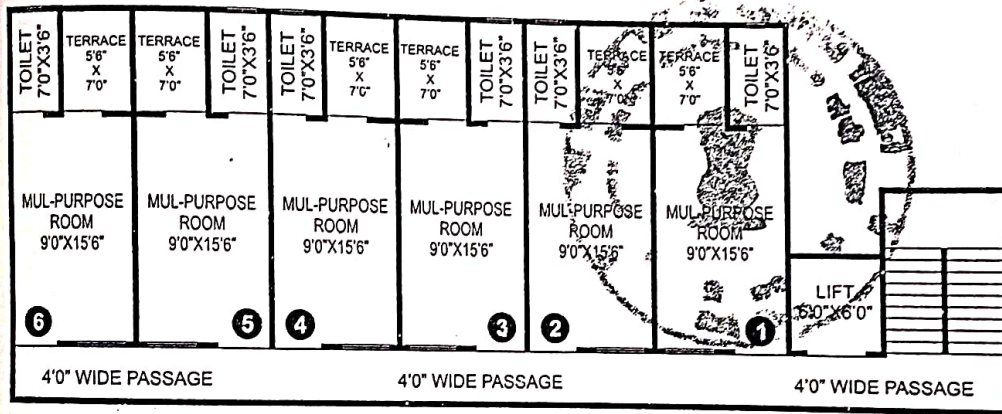 TOILET
7'0"X3'6"
TERRACE
5'6"
X
7'0"
TERRACE
5'6"
X
7'0"
TOILET
7'0"X3'6"
TOILET
7'0"X3'6"
TERRACE
5'6"
X
7'0"
TERRACE
5'6"
X
7'0"
TOILET
7'0"X3'6"
TOILET
7'0"X3'6"
TERRACE
5'6"
X
7'0"
TERRACE
5'6"
X
7'0"
TOILET
7'0"X3'6"
MUL-PURPOSE
ROOM
9'0"X15'6"
MUL-PURPOSE
ROOM
9'0"X15'6"
MUL-PURPOSE
ROOM
9'0"X15'6"
MUL-PURPOSE
ROOM
9'0"X15'6"
MUL-PURPOSE
ROOM
9'0"X15'6"
MUL-PURPOSE
ROOM
9'0"X15'6"
LIFT
6'0"X6'0"
6
5
4
3
2
1
4'0" WIDE PASSAGE
4'0" WIDE PASSAGE
4'0" WIDE PASSAGE